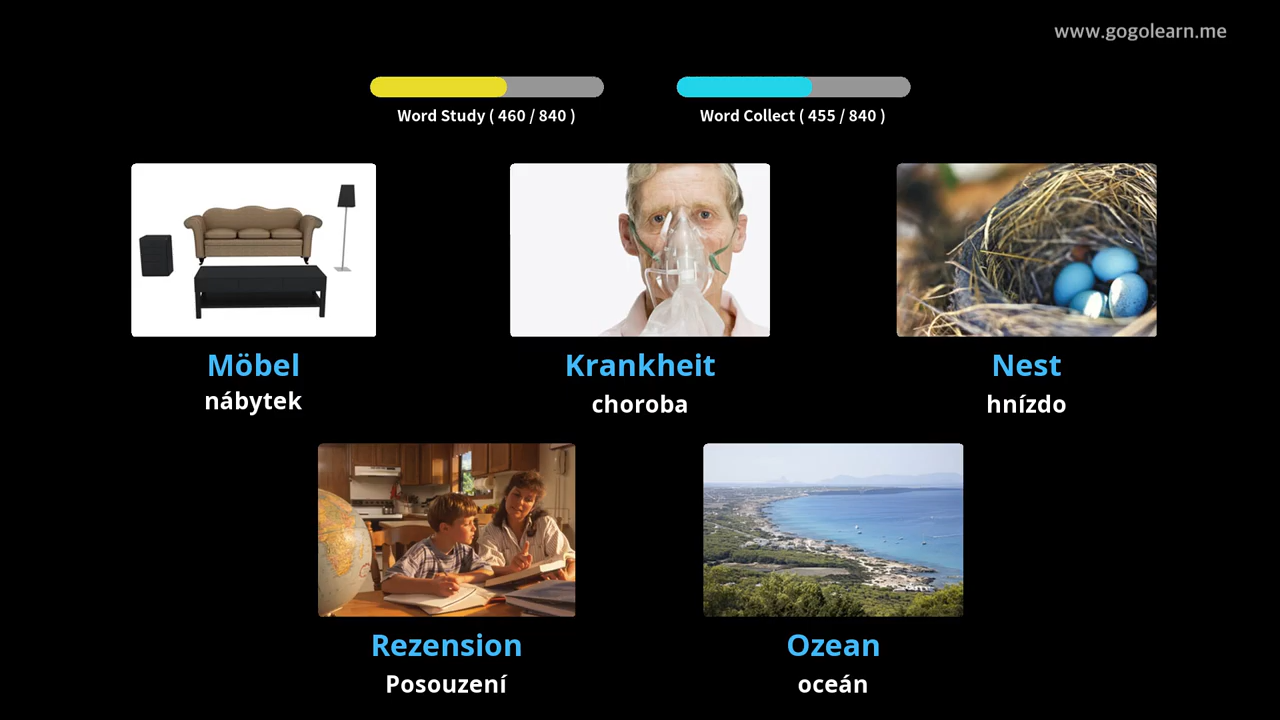 www.gogolearn.me
Word Study ( 460 / 840 )
Word Collect ( 455 / 840 )
Möbel
nábytek
Krankheit
choroba
Nest
hnízdo
Rezension
Posouzení
Ozean
oceán